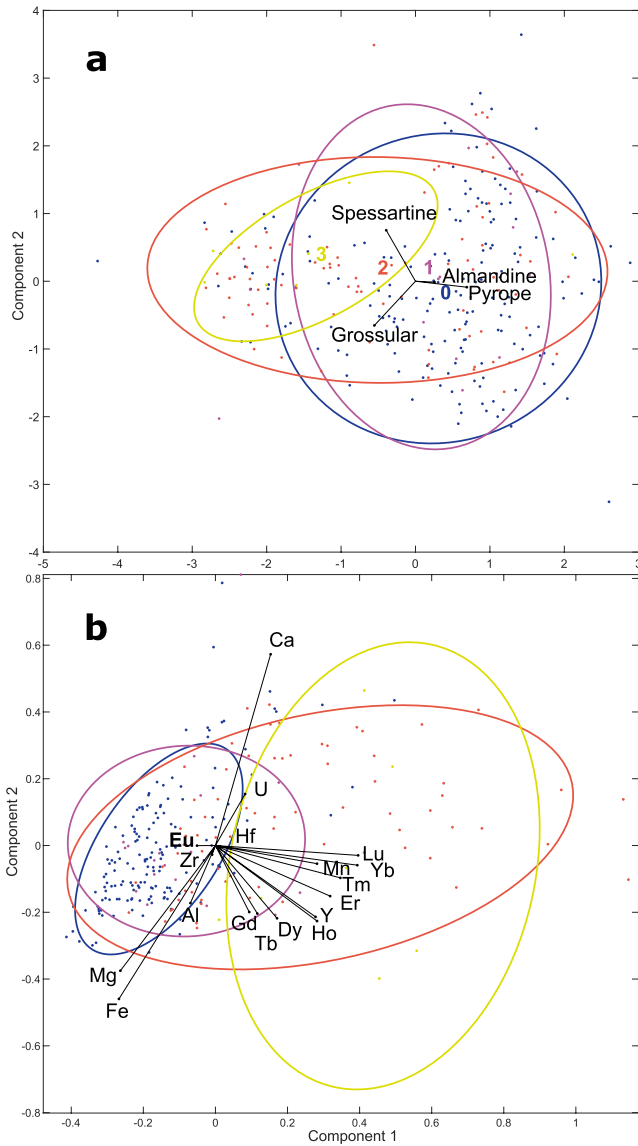 a
4
3
2
1
0
-1
-2
-3
-4
Component 2
Spessartine
3
2
1
Almandine
0
Pyrope
Grossular
-5
-4
-3
-2
-1
0
1
2
3
b
0.8
0.6
0.4
0.2
0
-0.2
-0.4
-0.6
-0.8
Component 2
Ca
U
Eu
Hf
Zr
Lu
Mn
Yb
Tm
Er
Al
Gd
Y
Dy
Ho
Tb
Mg
Fe
-0.4
-0.2
0
0.2
0.4
0.6
0.8
1
Component 1